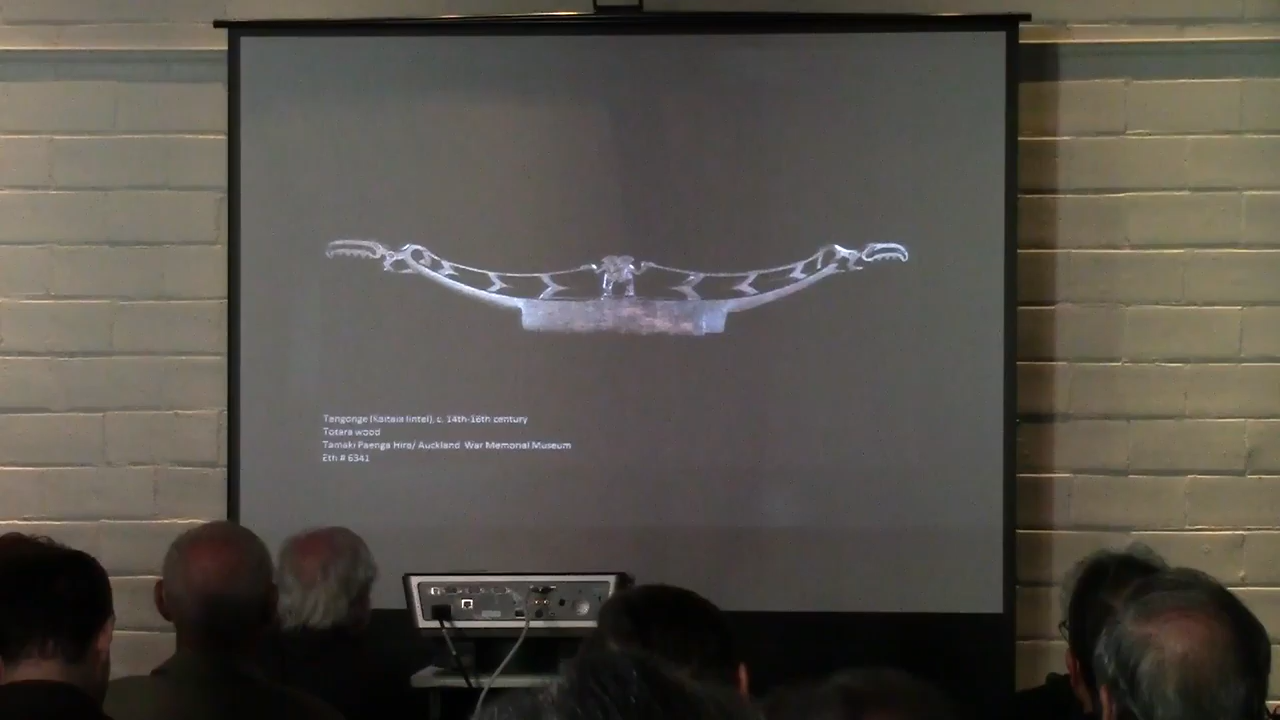 Tangonge (Kaitaia lintel), c. 14th-16th century
Totara wood
Tamaki Paenga Hira/ Auckland War Memorial Museum
Eth # 6341